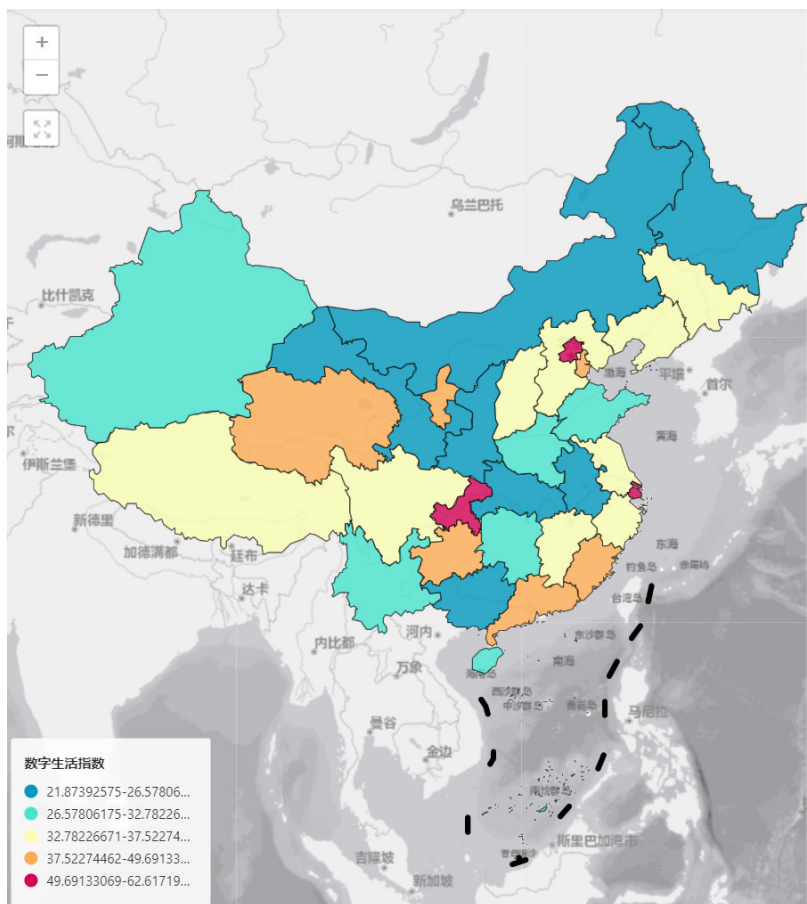 +
−
乌兰巴托
比什凯克
平壤
渤海
首尔
黄海
伊斯兰堡
新德里
东海
加德满都
廷布
钓鱼岛
赤尾屿
达卡
台湾岛
河内
内比都
东沙群岛
万象
南海
西沙群岛
中沙群岛
黄岩岛
马尼拉
曼谷
金边
数字生活指数
21.87392575-26.57806...
26.57806175-32.78226...
32.78226671-37.52274...
37.52274462-49.69133...
49.69133069-62.61719...
南沙群岛
斯里巴加湾市
吉隆坡
新加坡